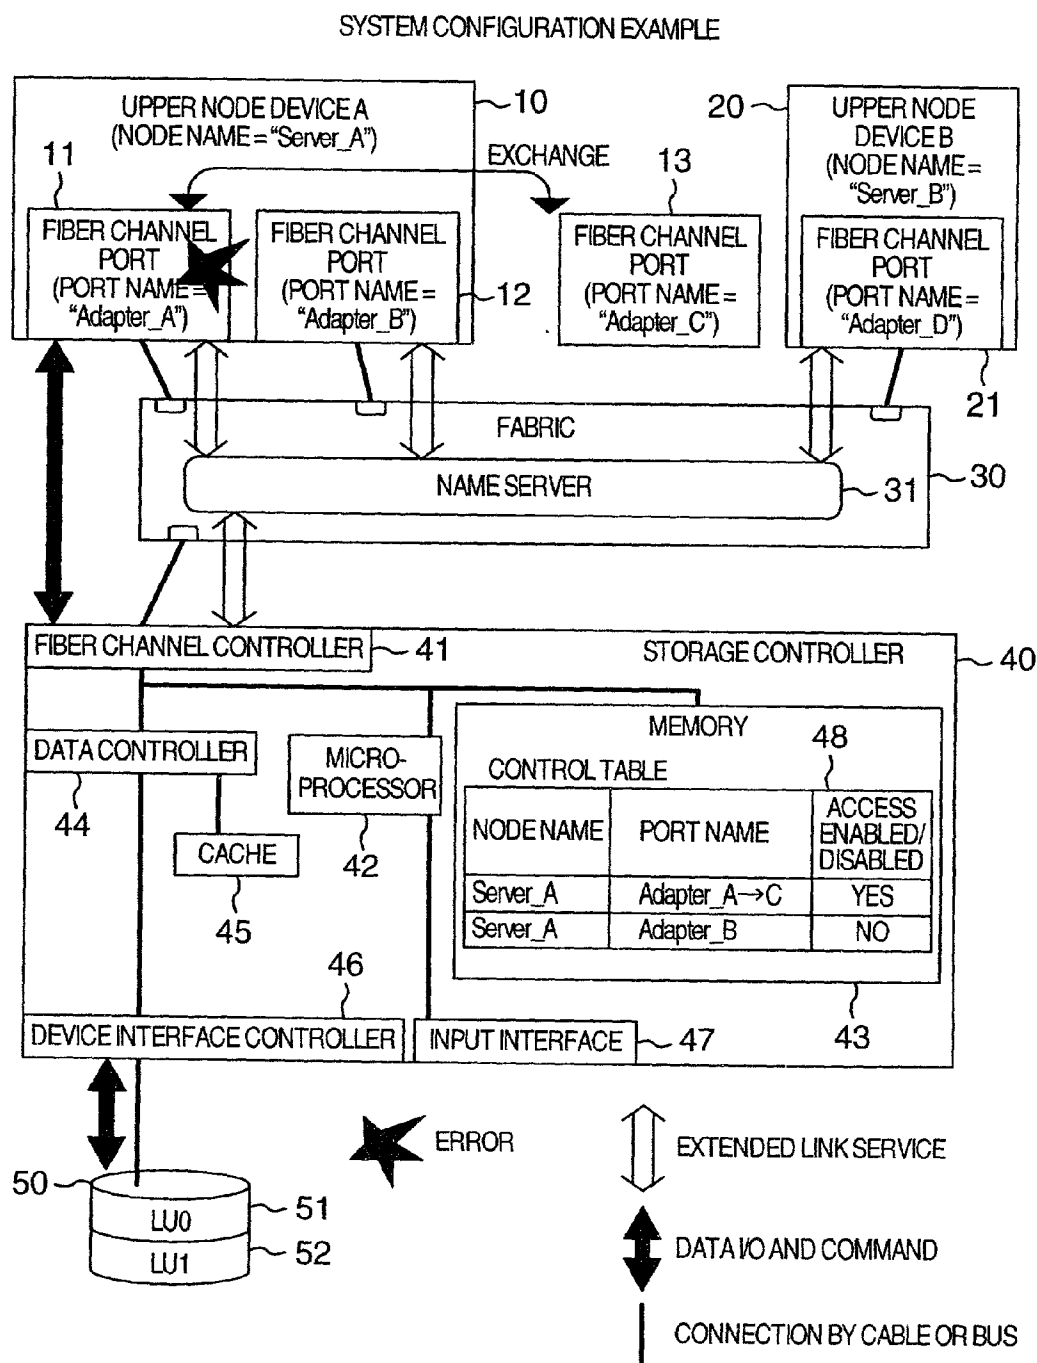 SYSTEM CONFIGURATION EXAMPLE
UPPER NODE DEVICE A
(NODE NAME = “Server_A”)
10
20
UPPER NODE
DEVICE B
(NODE NAME =
“Server_B”)
11
EXCHANGE
13
FIBER CHANNEL
PORT
(PORT NAME =
“Adapter_A”)
FIBER CHANNEL
PORT
(PORT NAME =
“Adapter_B”)
12
FIBER CHANNEL
PORT
(PORT NAME =
“Adapter_C”)
FIBER CHANNEL
PORT
(PORT NAME =
“Adapter_D”)
21
FABRIC
NAME SERVER
31
30
FIBER CHANNEL CONTROLLER
41
STORAGE CONTROLLER
40
DATA CONTROLLER
44
MICRO-
PROCESSOR
42
CACHE
45
MEMORY
48
CONTROL TABLE
NODE NAME
PORT NAME
ACCESS
ENABLED/
DISABLED
Server_A
Adapter_A→C
YES
Server_A
Adapter_B
NO
43
46
DEVICE INTERFACE CONTROLLER
INPUT INTERFACE
47
50
LU0
51
LU1
52
ERROR
EXTENDED LINK SERVICE
DATA I/O AND COMMAND
CONNECTION BY CABLE OR BUS